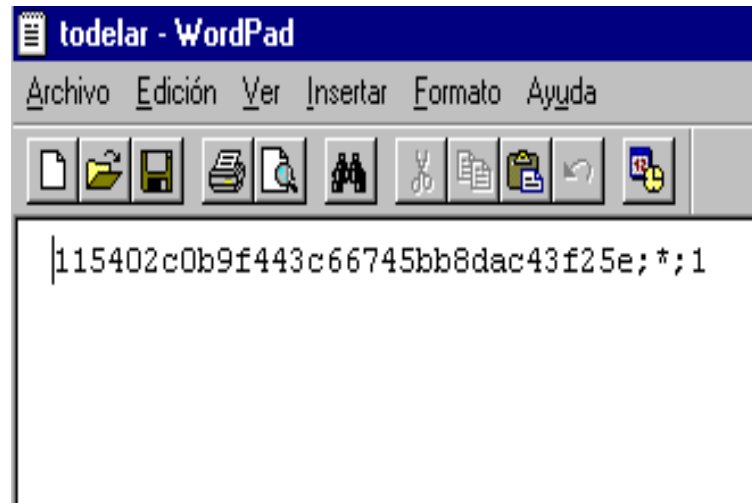 todelar - WordPad
Archivo Edición Ver Insertar Formato Ayuda
115402c0b9f443c66745bb8dac43f25e;*;1